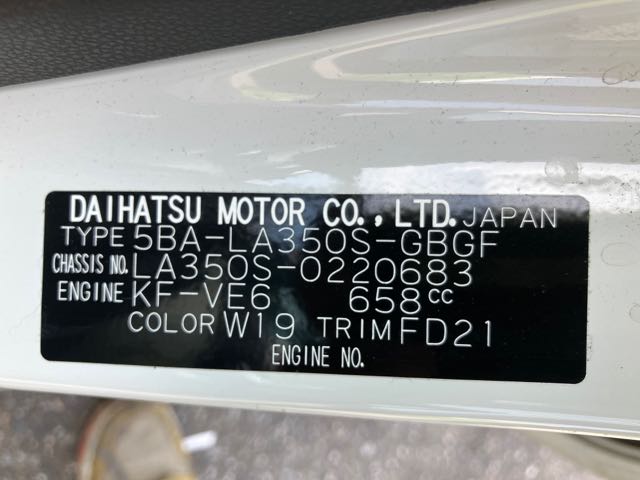 DAIHATSU MOTOR CO., LTD. JAPAN
TYPE 5BA-LA350S-GBGF
CHASSIS NO. LA350S-0220683
ENGINE KF-VE6 658cc
COLOR W19 TRIM FD21
ENGINE NO.